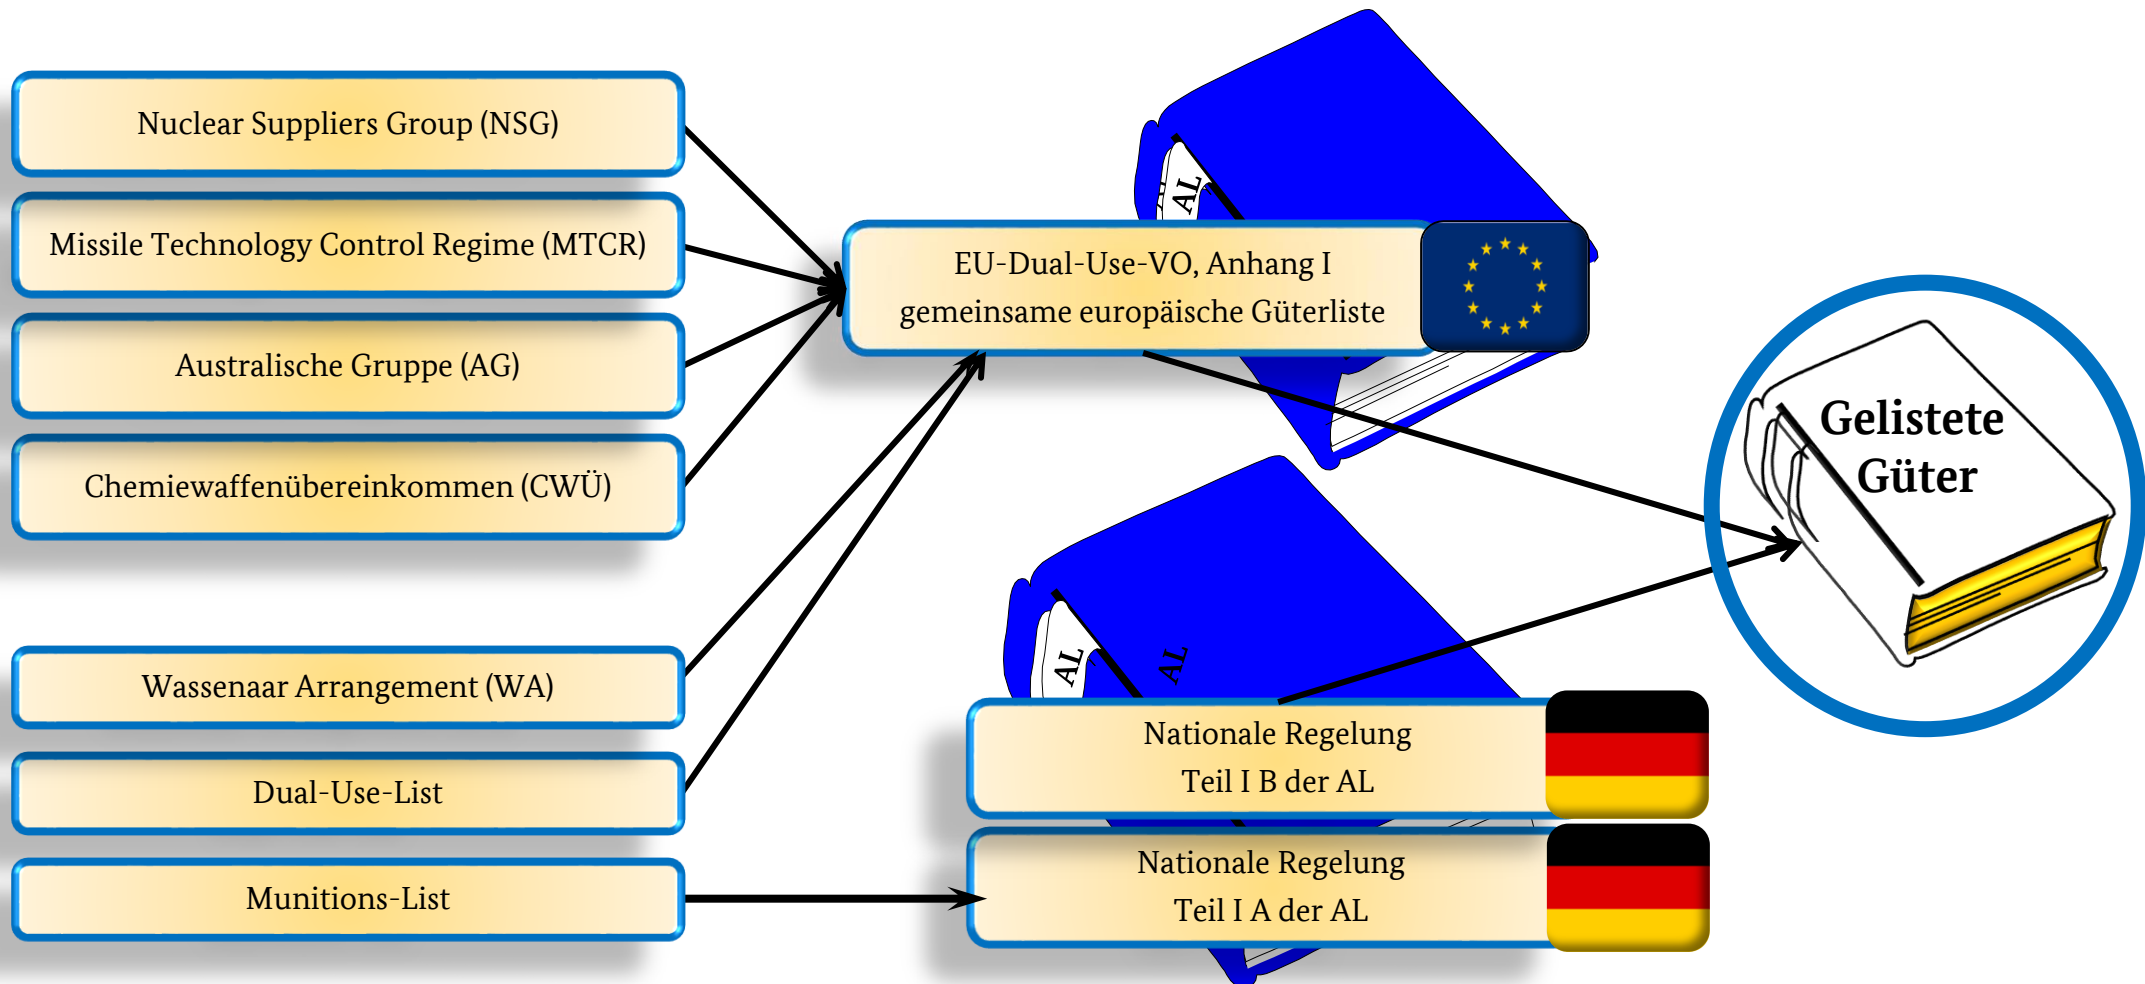 Nuclear Suppliers Group (NSG)
Missile Technology Control Regime (MTCR)
Australische Gruppe (AG)
Chemiewaffenübereinkommen (CWÜ)
Wassenaar Arrangement (WA)
Dual-Use-List
Munitions-List
AL
EU-Dual-Use-VO, Anhang I
gemeinsame europäische Güterliste
AL
AL
Nationale Regelung
Teil I B der AL
Nationale Regelung
Teil I A der AL
Gelistete
Güter